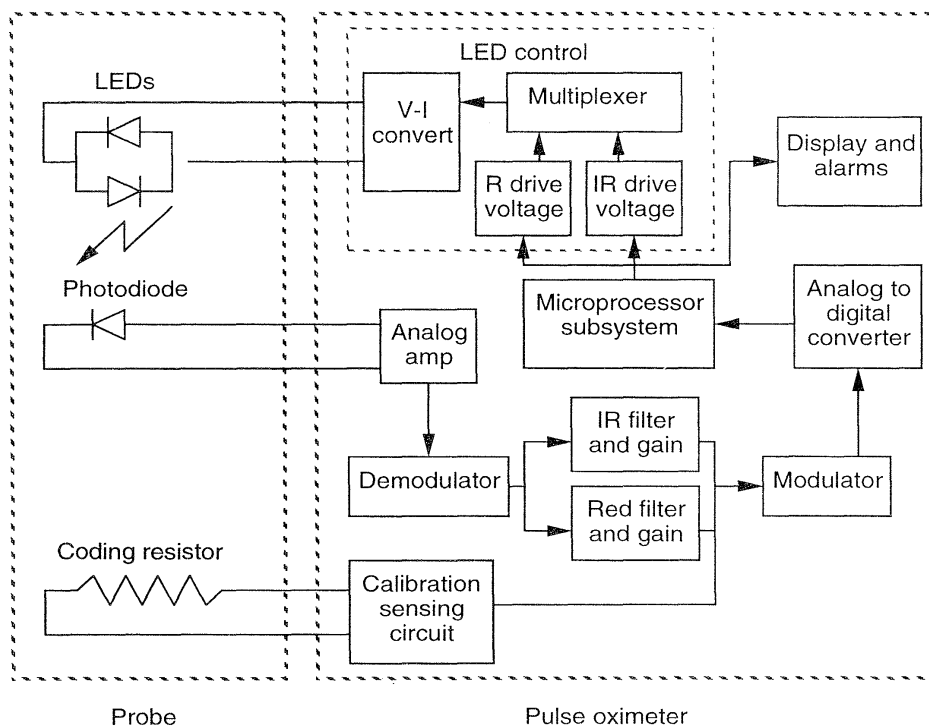 LED control
LEDs
V-I
convert
Multiplexer
R drive
voltage
IR drive
voltage
Display and
alarms
Photodiode
Analog
amp
Microprocessor
subsystem
Analog to
digital
converter
Demodulator
IR filter
and gain
Red filter
and gain
Modulator
Coding resistor
Calibration
sensing
circuit
Probe
Pulse oximeter